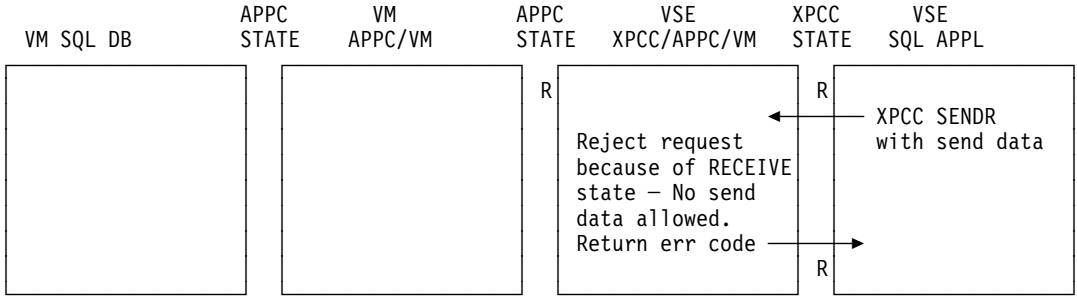 APPC VM APPC VSE XPCC VSE
VM SQL DB STATE APPC/VM STATE XPCC/APPC/VM STATE SQL APPL
R R
XPCC SENDR
Reject request with send data
because of RECEIVE
state — No send
data allowed.
Return err code
R